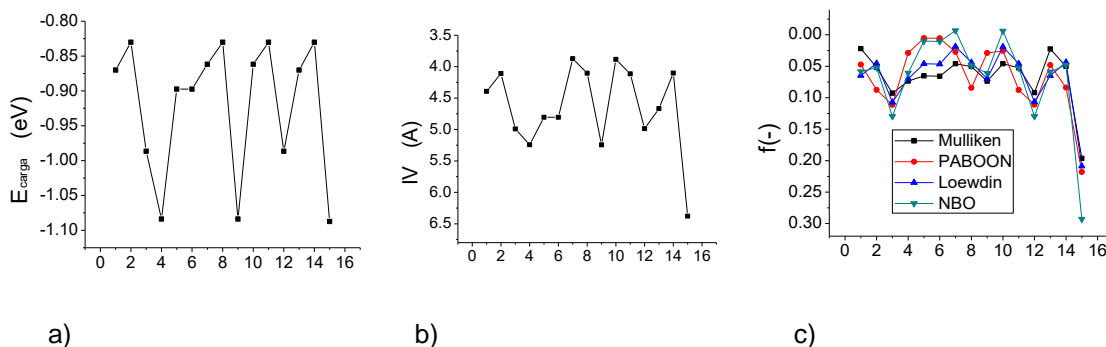 -0.80
-0.85
-0.90
-0.95
-1.00
-1.05
-1.10
E carga (eV)
0 2 4 6 8 10 12 14 16
3.5
4.0
4.5
5.0
5.5
6.0
6.5
IV (A)
0 2 4 6 8 10 12 14 16
0.00
0.05
0.10
0.15
0.20
0.25
0.30
f(-)
Mulliken
PABOON
Loewdin
NBO
0 2 4 6 8 10 12 14 16
a) b) c)